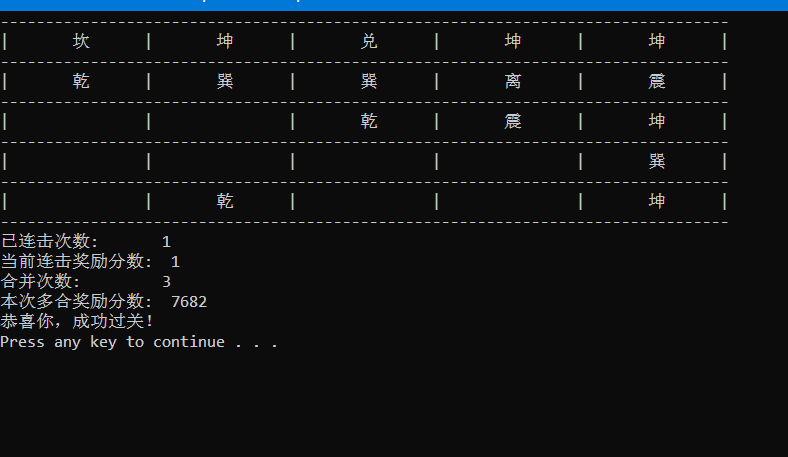 -----------------------------------------------------------------------------------
| 坎 | 坤 | 兑 | 坤 | 坤 |
-----------------------------------------------------------------------------------
| 乾 | 巽 | 巽 | 离 | 震 |
-----------------------------------------------------------------------------------
| | | 乾 | 震 | 坤 |
-----------------------------------------------------------------------------------
| | | | | 巽 |
-----------------------------------------------------------------------------------
| | 乾 | | | 坤 |
-----------------------------------------------------------------------------------
已连击次数: 1
当前连击奖励分数: 1
合并次数: 3
本次多合奖励分数: 7682
恭喜你，成功过关！
Press any key to continue . . .